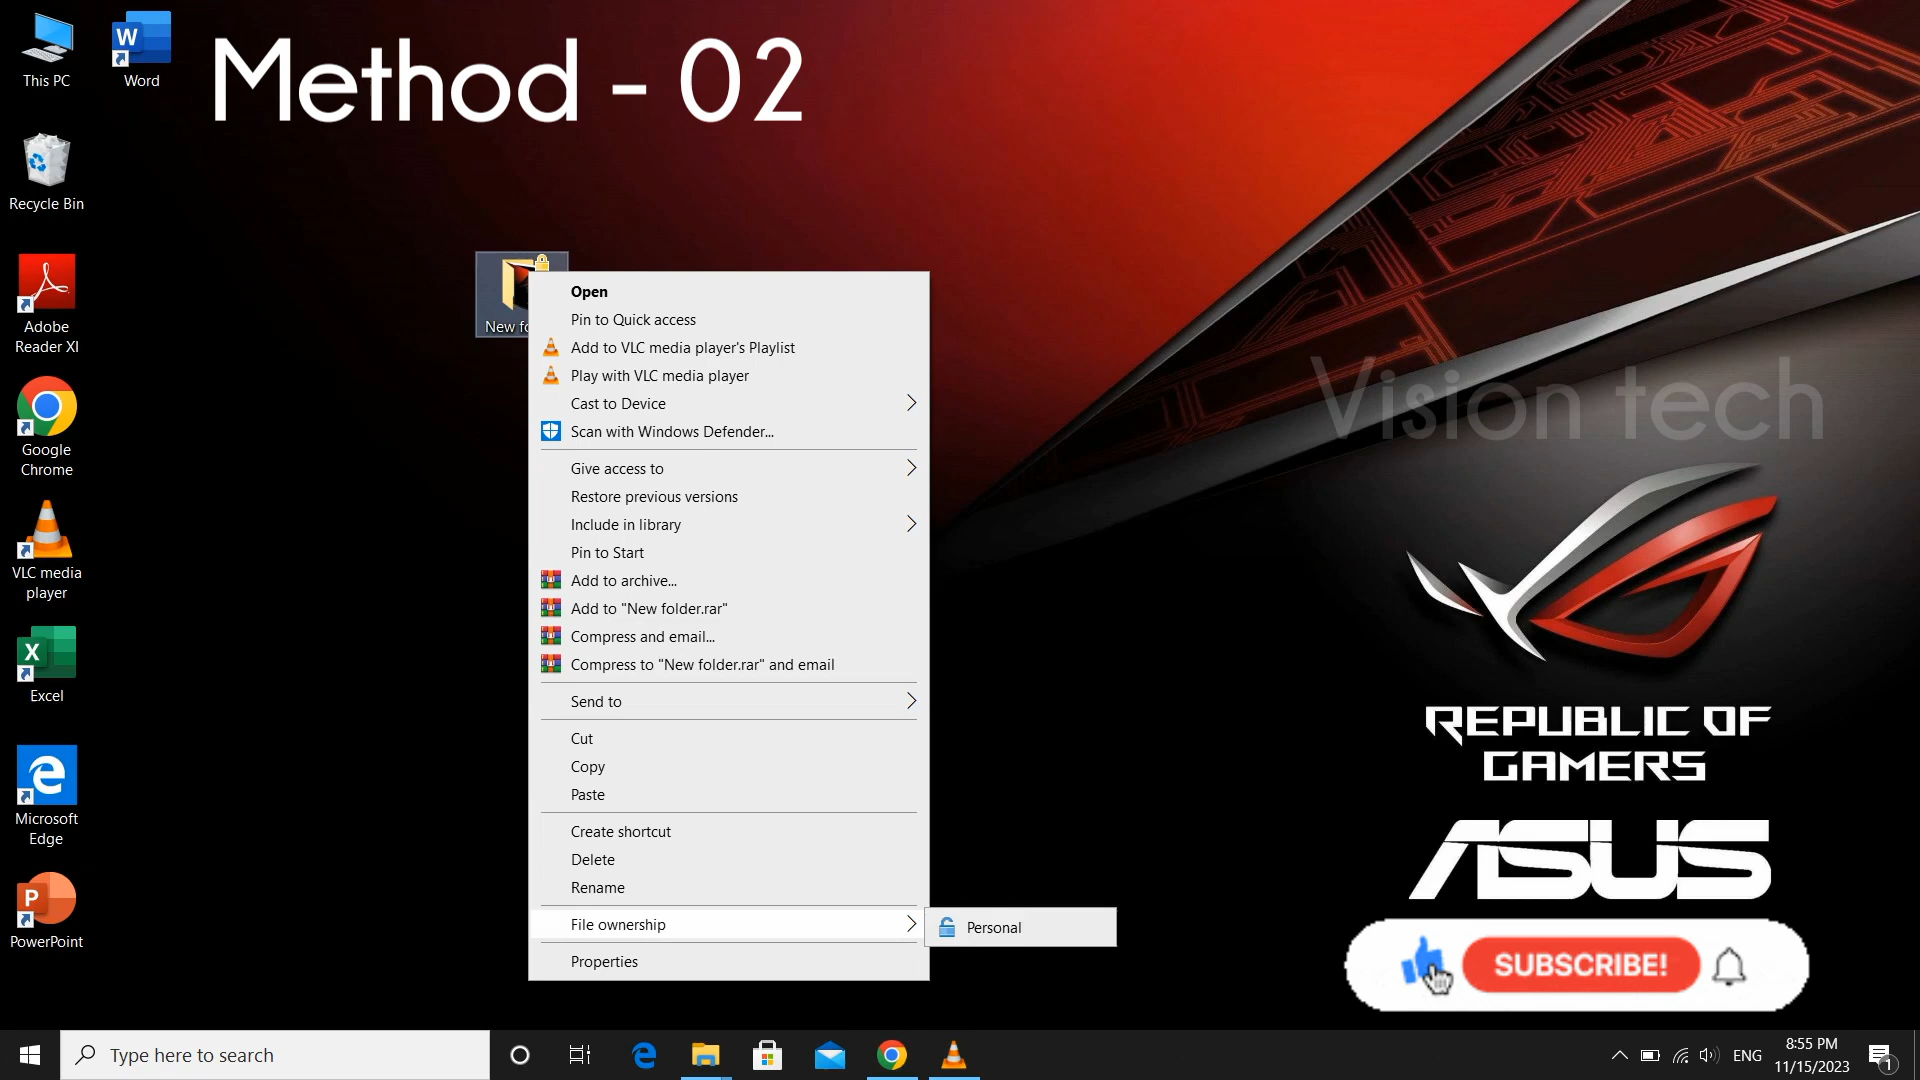 Method - 02
This PC
Word
Recycle Bin
Adobe
Reader XI
Google
Chrome
VLC media
player
Excel
Microsoft
Edge
PowerPoint
New fo
Open
Pin to Quick access
Add to VLC media player's Playlist
Play with VLC media player
Cast to Device
Scan with Windows Defender...
Give access to
Restore previous versions
Include in library
Pin to Start
Add to archive...
Add to "New folder.rar"
Compress and email...
Compress to "New folder.rar" and email
Send to
Cut
Copy
Paste
Create shortcut
Delete
Rename
File ownership
Personal
Properties
Vision tech
REPUBLIC OF
GAMERS
ASUS
SUBSCRIBE!
Type here to search
ENG
8:55 PM
11/15/2023
1